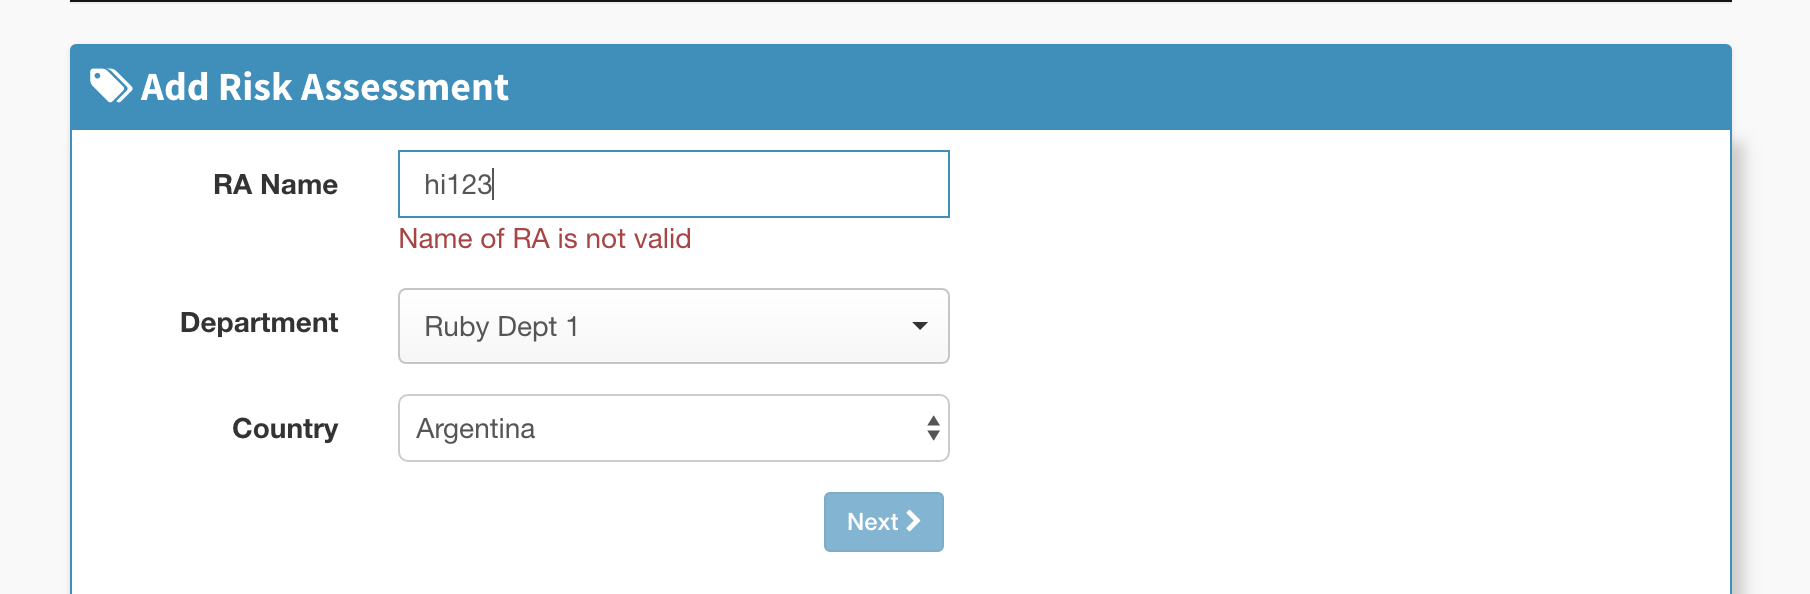 Add Risk Assessment
RA Name
hi123
Name of RA is not valid
Department
Ruby Dept 1
Country
Argentina
Next